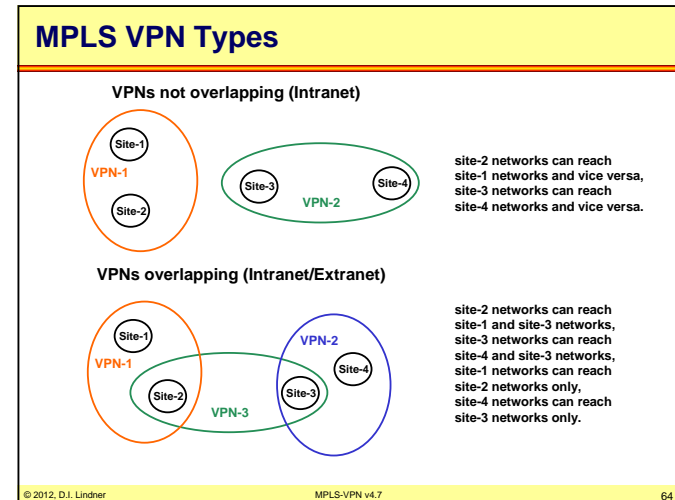 MPLS VPN Types
VPNs not overlapping (Intranet)
Site-1
VPN-1
Site-2
Site-3
Site-4
VPN-2
site-2 networks can reach
site-1 networks and vice versa,
site-3 networks can reach
site-4 networks and vice versa.
VPNs overlapping (Intranet/Extranet)
Site-1
VPN-1
Site-2
VPN-3
VPN-2
Site-3
Site-4
site-2 networks can reach
site-1 and site-3 networks,
site-3 networks can reach
site-4 and site-3 networks,
site-1 networks can reach
site-2 networks only,
site-4 networks can reach
site-3 networks only.
© 2012, D.I. Lindner
MPLS-VPN v4.7
64